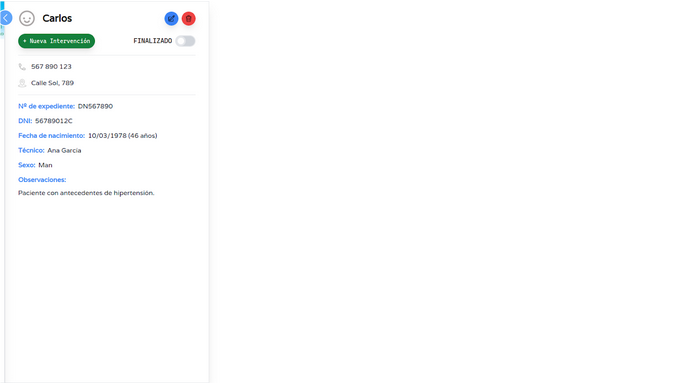 Carlos
+ Nueva Intervención
FINALIZADO
567 890 123
Calle Sol, 789
Nº de expediente: DN567890
DNI: 56789012C
Fecha de nacimiento: 10/03/1978 (46 años)
Técnico: Ana García
Sexo: Man
Observaciones:
Paciente con antecedentes de hipertensión.